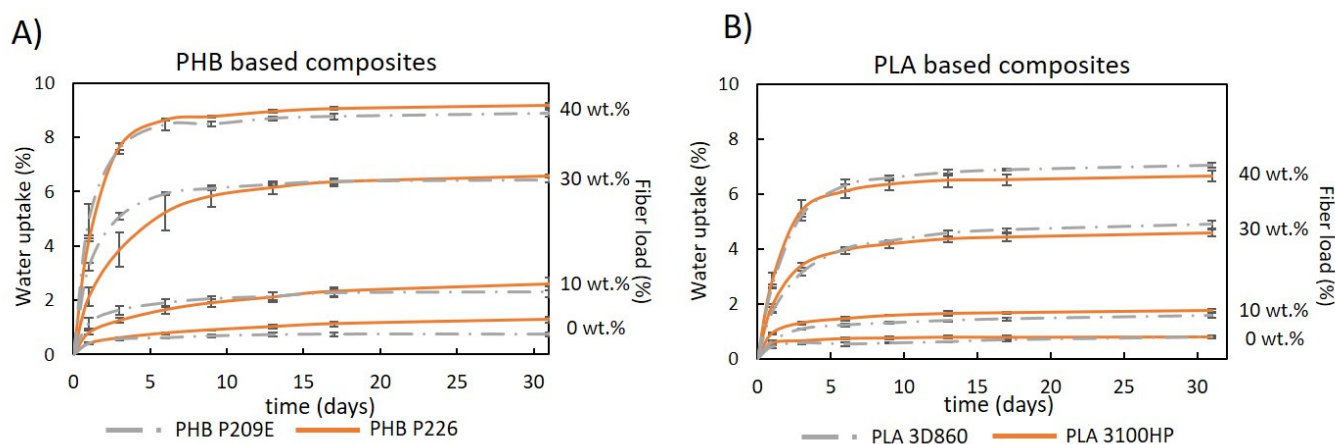 A)
PHB based composites
Water uptake (%)
10
8
6
4
2
0
0 5 10 15 20 25 30
time (days)
40 wt.%
30 wt.%
10 wt.%
0 wt.%
Fiber load (%)
PHB P209E PHB P226
B)
PLA based composites
Water uptake (%)
10
8
6
4
2
0
0 5 10 15 20 25 30
time (days)
40 wt.%
30 wt.%
10 wt.%
0 wt.%
Fiber load (%)
PLA 3D860 PLA 3100HP